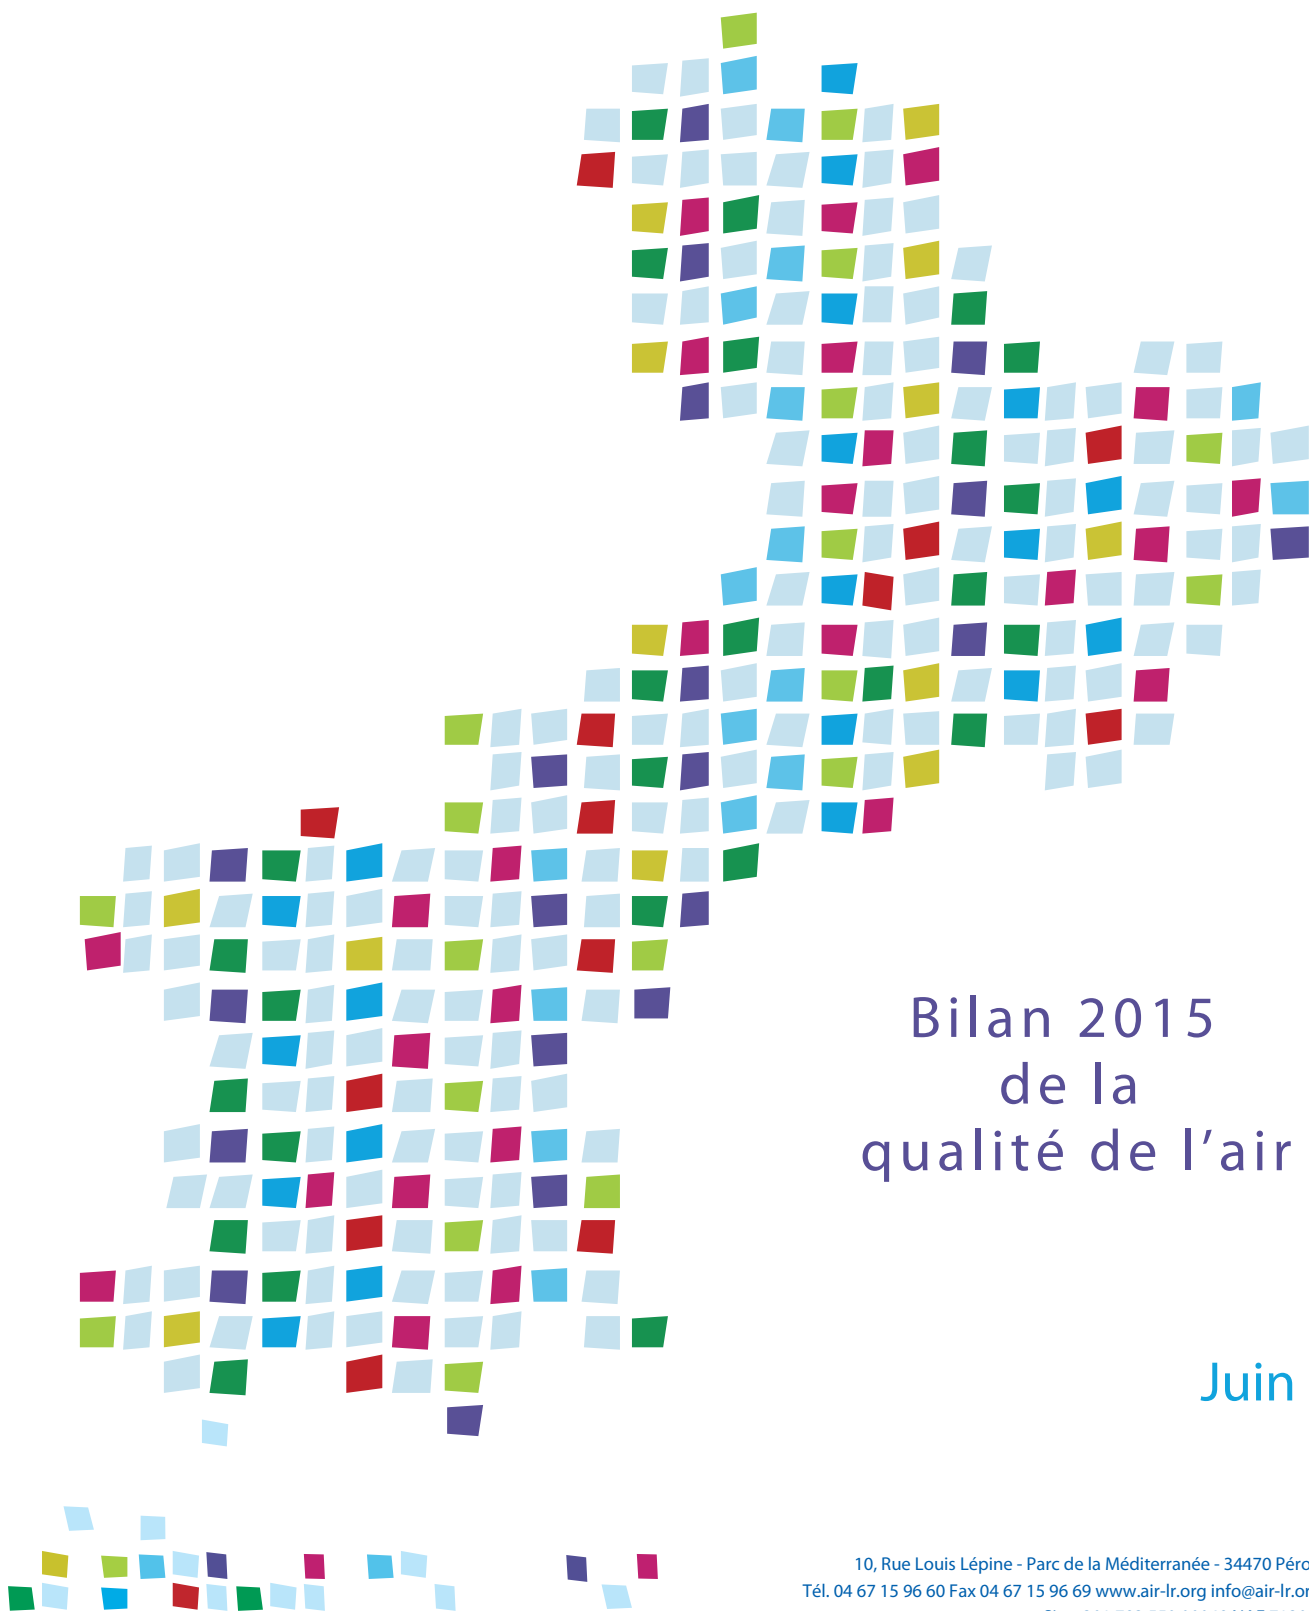 Bilan 2015
de la
qualité de l'air
Juin
10, Rue Louis Lépine - Parc de la Méditerranée - 34470
Tél. 04 67 15 96 60 Fax 04 67 15 96 69 www.air-lr.org